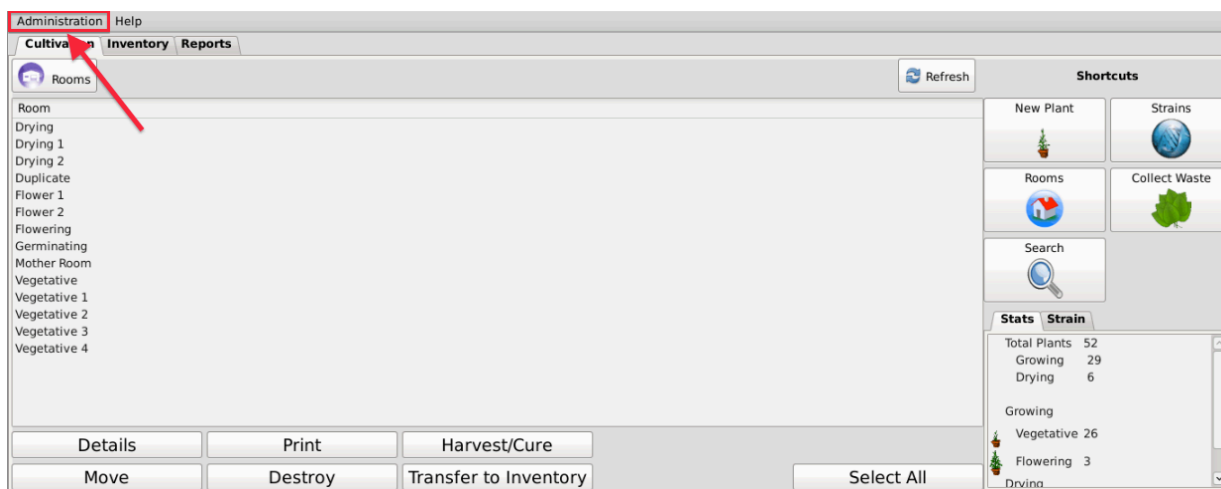 Administration Help
Cultivation Inventory Reports
Rooms
Refresh
Shortcuts
Room
Drying
Drying 1
Drying 2
Duplicate
Flower 1
Flower 2
Flowering
Germinating
Mother Room
Vegetative
Vegetative 1
Vegetative 2
Vegetative 3
Vegetative 4
New Plant
Strains
Rooms
Collect Waste
Search
Stats Strain
Total Plants 52
Growing 29
Drying 6
Growing
Vegetative 26
Flowering 3
Drying
Details Print Harvest/Cure
Move Destroy Transfer to Inventory Select All